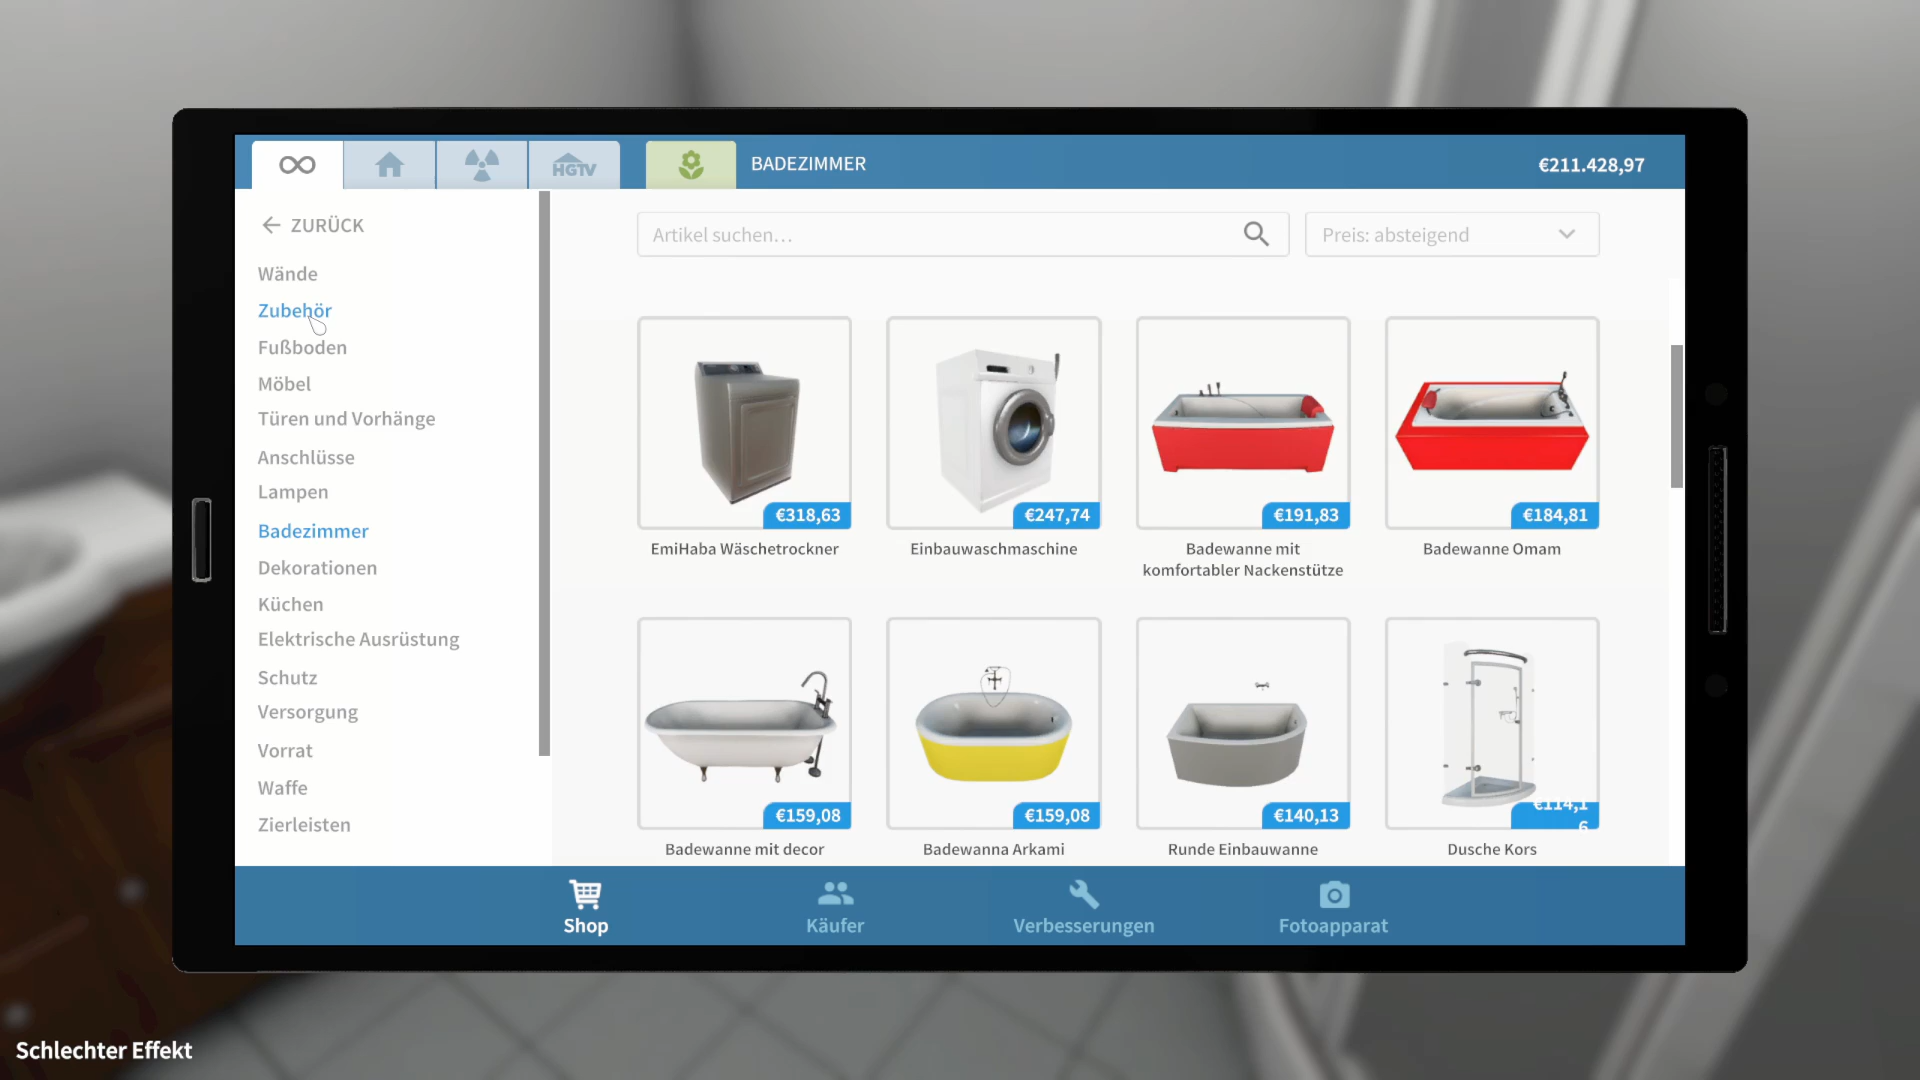 HGTV
BADEZIMMER
€211.428,97
ZURÜCK
Wände
Zubehör
Fußboden
Möbel
Türen und Vorhänge
Anschlüsse
Lampen
Badezimmer
Dekorationen
Küchen
Elektrische Ausrüstung
Schutz
Versorgung
Vorrat
Waffe
Zierleisten
Artikel suchen...
Preis: absteigend
€318,63
EmiHaba Wäschetrockner
€247,74
Einbauwaschmaschine
€191,83
Badewanne mit
komfortabler Nackenstütze
€184,81
Badewanne Omam
€159,08
Badewanne mit decor
€159,08
Badewanna Arkami
€140,13
Runde Einbauwanne
€114,1
6
Dusche Kors
Shop
Käufer
Verbesserungen
Fotoapparat
Schlechter Effekt